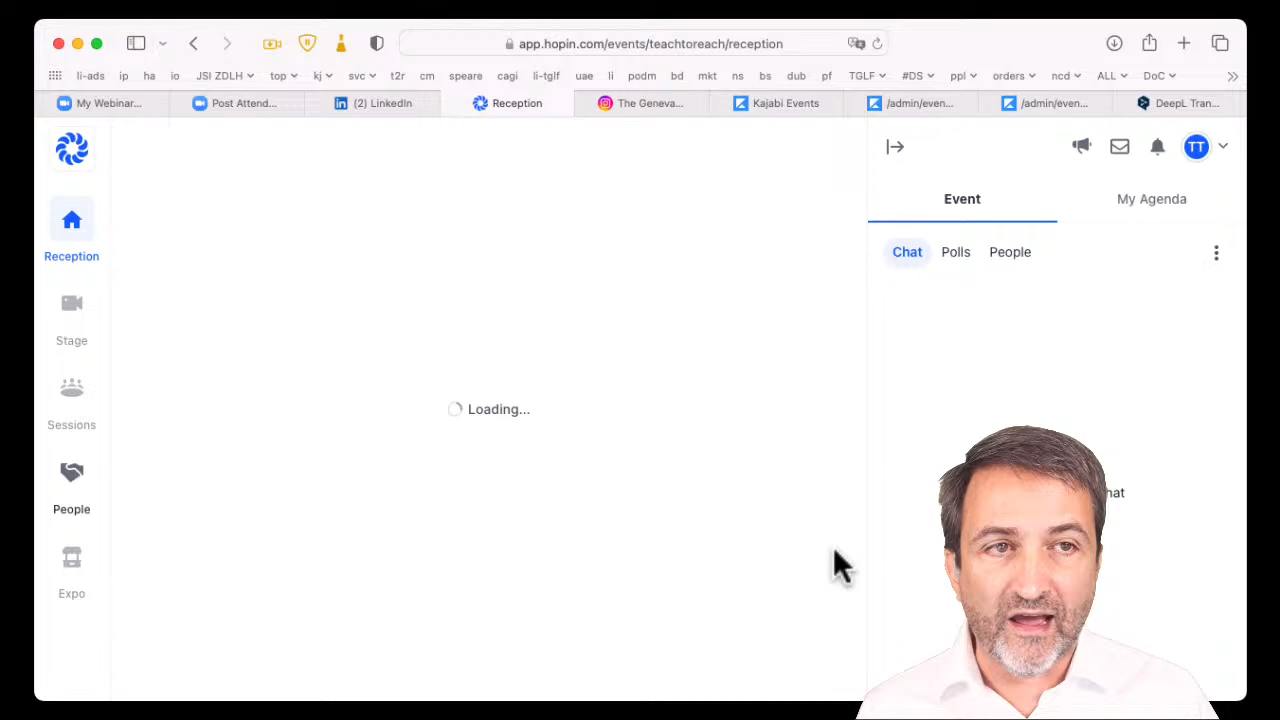 app.hopin.com/events/teachtoreach/reception
li-ads ip ha io JSI ZDLH top kj svc t2r cm speare cagi li-tglf uae li podm bd mkt ns bs dub pf TGLF #DS ppl orders ncd ALL DoC
My Webinar... Post Attend... (2) LinkedIn Reception The Geneva... Kajabi Events /admin/even... /admin/even... DeepL Tran...
TT
Event My Agenda
Chat Polls People
Reception
Stage
Sessions
People
Expo
Loading...